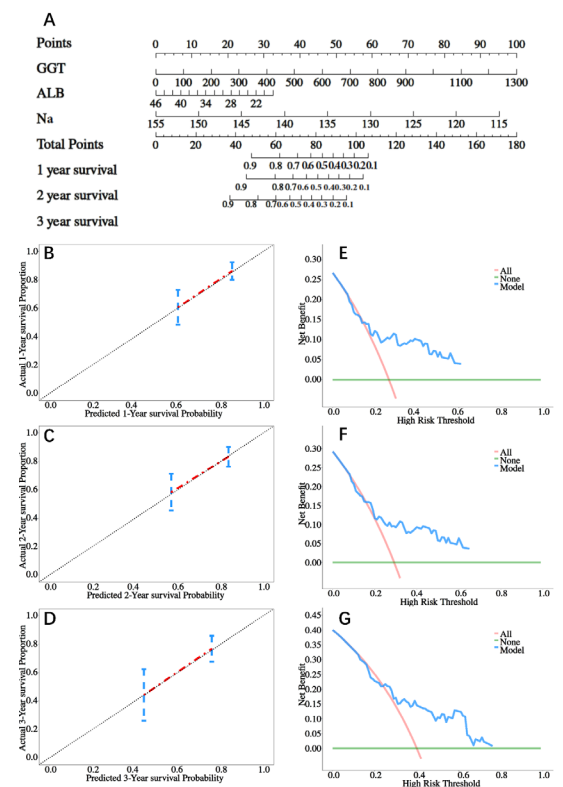 A
Points 0 10 20 30 40 50 60 70 80 90 100
GGT
0 100 200 300 400 500 600 700 800 900 1100 1300
ALB
46 40 34 28 22
Na
155 150 145 140 135 130 125 120 115
Total Points 0 20 40 60 80 100 120 140 160 180
1 year survival 0.9 0.8 0.7 0.6 0.5 0.4 0.3 0.2 0.1
2 year survival 0.9 0.8 0.7 0.6 0.5 0.4 0.3 0.2 0.1
3 year survival 0.9 0.8 0.7 0.6 0.5 0.4 0.3 0.2 0.1
B
Actual 1-Year survival Proportion
1.0
0.8
0.6
0.4
0.2
0.0
0.0 0.2 0.4 0.6 0.8 1.0
Predicted 1-Year survival Probability
E
Net Benefit
0.30
0.25
0.20
0.15
0.10
0.05
0.00
All
None
Model
0.0 0.2 0.4 0.6 0.8 1.0
High Risk Threshold
C
Actual 2-Year survival Proportion
1.0
0.8
0.6
0.4
0.2
0.0
0.0 0.2 0.4 0.6 0.8 1.0
Predicted 2-Year survival Probability
F
Net Benefit
0.30
0.25
0.20
0.15
0.10
0.05
0.00
All
None
Model
0.0 0.2 0.4 0.6 0.8 1.0
High Risk Threshold
D
Actual 3-Year survival Proportion
1.0
0.8
0.6
0.4
0.2
0.0
0.0 0.2 0.4 0.6 0.8 1.0
Predicted 3-Year survival Probability
G
Net Benefit
0.45
0.40
0.35
0.30
0.25
0.20
0.15
0.10
0.05
0.00
All
None
Model
0.0 0.2 0.4 0.6 0.8 1.0
High Risk Threshold